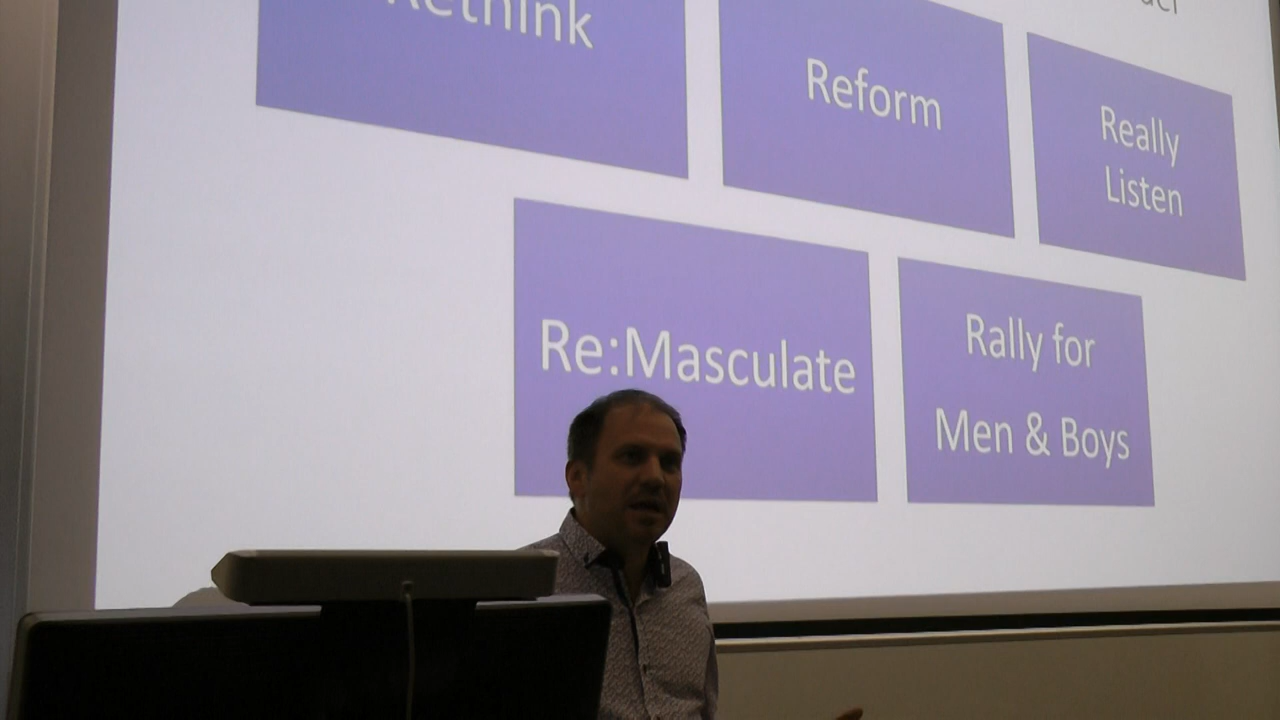 Rethink
Reform
Really
Listen
Re:Masculate
Rally for
Men & Boys